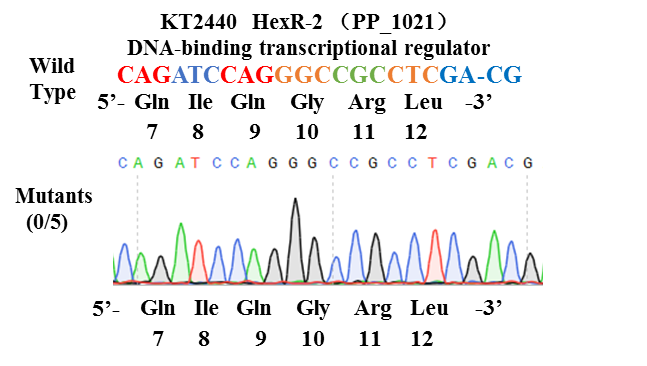 KT2440 HexR-2 （PP_1021）
DNA-binding transcriptional regulator
Wild Type
CAGATCCAGGGCCGCCTCGA-CG
5’- Gln Ile Gln Gly Arg Leu -3’
7 8 9 10 11 12
C A G A T C C A G G G C C G C C T C G A C G
Mutants (0/5)
5’- Gln Ile Gln Gly Arg Leu -3’
7 8 9 10 11 12